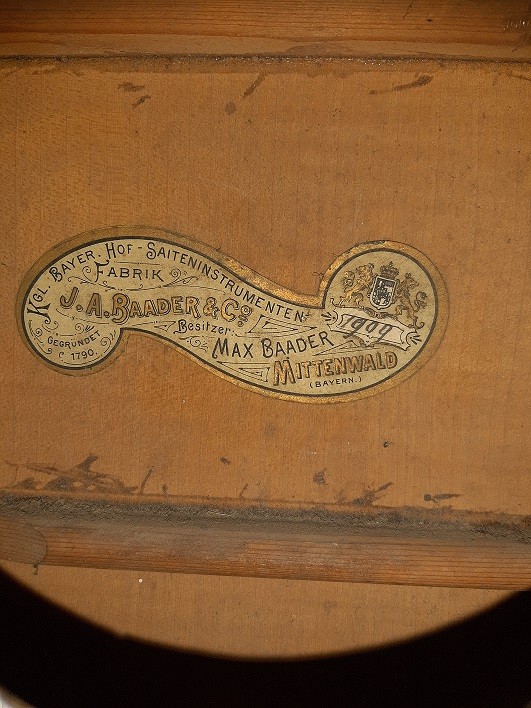 KGL. BAYER. HOF-SAITENINSTRUMENTEN-
FABRIK
J. A. BAADER & Co
GEGRÜNDET
1790.
Besitzer:
MAX BAADER
MITTENWALD
(BAYERN.)
1909